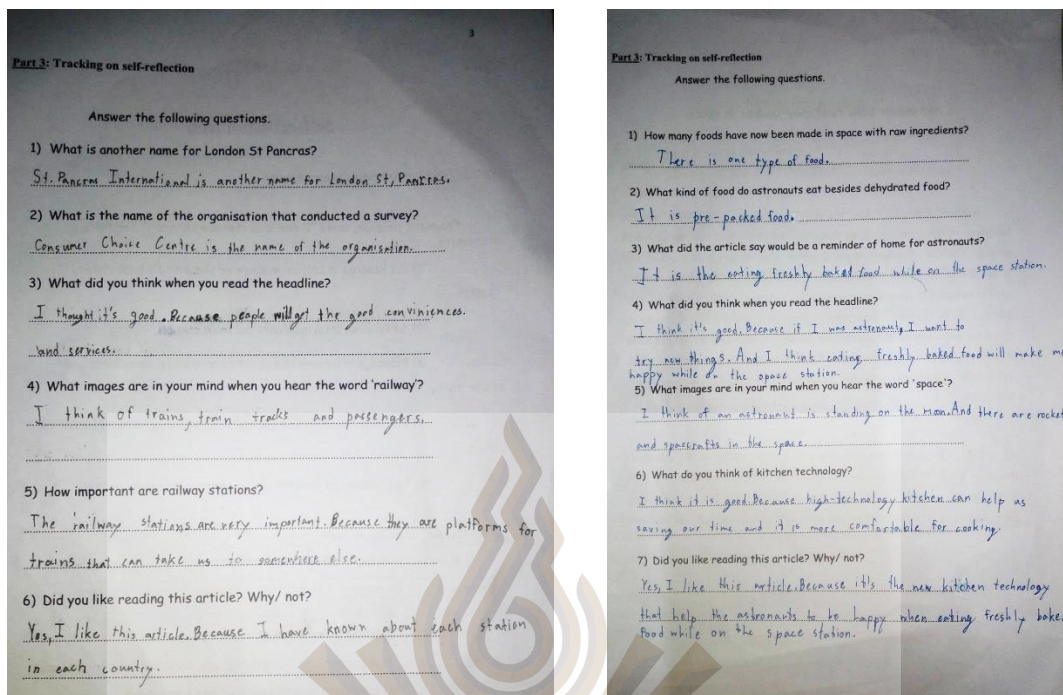 3
Part 3: Tracking on self-reflection
Answer the following questions.
1) What is another name for London St Pancras?
St. Pancras International is another name for London St, Pancras.
2) What is the name of the organisation that conducted a survey?
Consumer Choice Centre is the name of the organisation.
3) What did you think when you read the headline?
I thought it's good. Because people will get the good conviniences.
and services.
4) What images are in your mind when you hear the word 'railway'?
I think of trains, train tracks and passengers.
5) How important are railway stations?
The railway stations are very important. Because they are platforms for
trains that can take us to somewhere else.
6) Did you like reading this article? Why/ not?
Yes, I like this article. Because I have known about each station
in each country.
Part 3: Tracking on self-reflection
Answer the following questions.
1) How many foods have now been made in space with raw ingredients?
There is one type of food.
2) What kind of food do astronauts eat besides dehydrated food?
It is pre-packed food.
3) What did the article say would be a reminder of home for astronauts?
It is the eating freshly baked food while on the space station.
4) What did you think when you read the headline?
I think it's good. Because if I was astronaut, I want to
try new things. And I think eating freshly baked food will make m
happy while on the space station.
5) What images are in your mind when you hear the word 'space'?
I think of an astronaut is standing on the moon. And there are rocket
and spacecrafts in the space.
6) What do you think of kitchen technology?
I think it is good. Because high-technology kitchen can help us
saving our time and it is more comfortable for cooking.
7) Did you like reading this article? Why/ not?
Yes, I like this article. Because it's the new kitchen technology
that help the astronauts to be happy when eating freshly bake
food while on the space station.